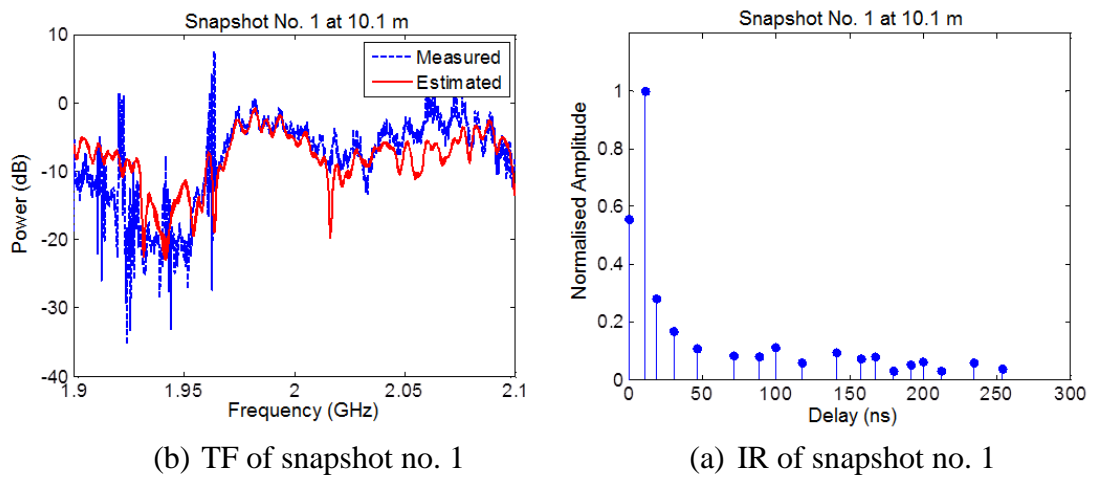 Snapshot No. 1 at 10.1 m
10
0
-10
-20
-30
-40
Power (dB)
Measured
Estimated
1.9
1.95
2
2.05
2.1
Frequency (GHz)
(b) TF of snapshot no. 1
Snapshot No. 1 at 10.1 m
1
0.8
0.6
0.4
0.2
0
Normalised Amplitude
0
50
100
150
200
250
300
Delay (ns)
(a) IR of snapshot no. 1